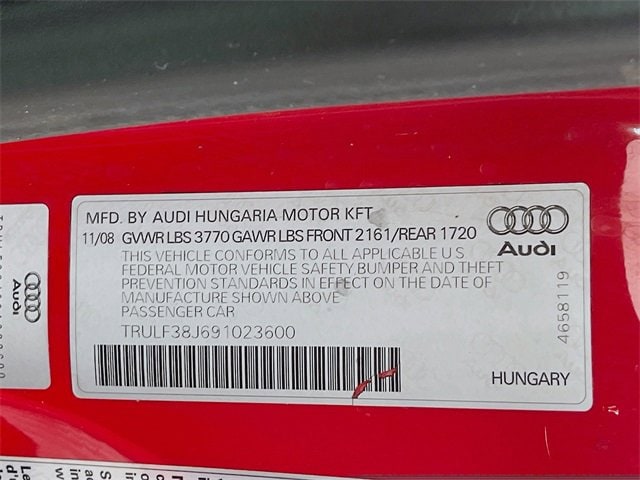 MFD. BY AUDI HUNGARIA MOTOR KFT
11/08 GVWR LBS 3770 GAWR LBS FRONT 2161/REAR 1720
THIS VEHICLE CONFORMS TO ALL APPLICABLE U S
FEDERAL MOTOR VEHICLE SAFETY BUMPER AND THEFT
PREVENTION STANDARDS IN EFFECT ON THE DATE OF
MANUFACTURE SHOWN ABOVE
PASSENGER CAR
TRULF38J691023600
Audi
4658119
HUNGARY
Audi